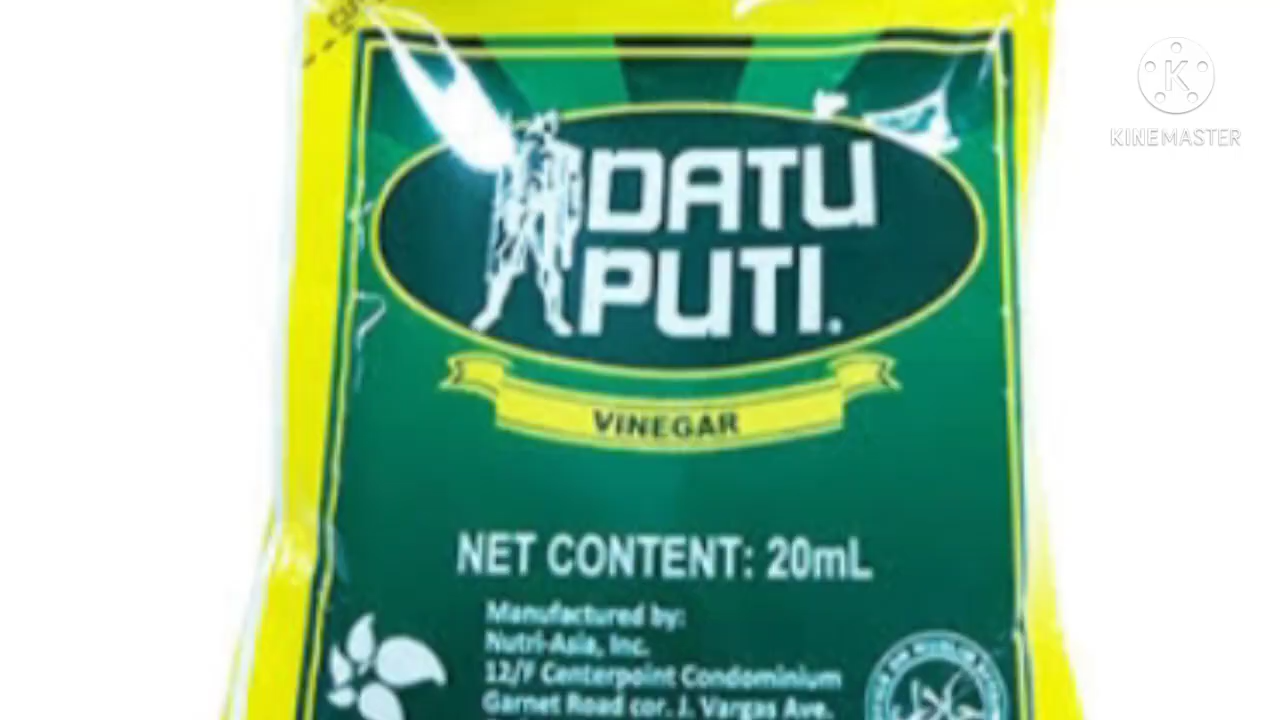 KINEMASTER
DATU
PUTI.
VINEGAR
NET CONTENT: 20mL
Manufactured by:
Nutri-Asia, Inc.
12/F Centerpoint Condominium
Garnet Road cor. J. Vargas Ave.